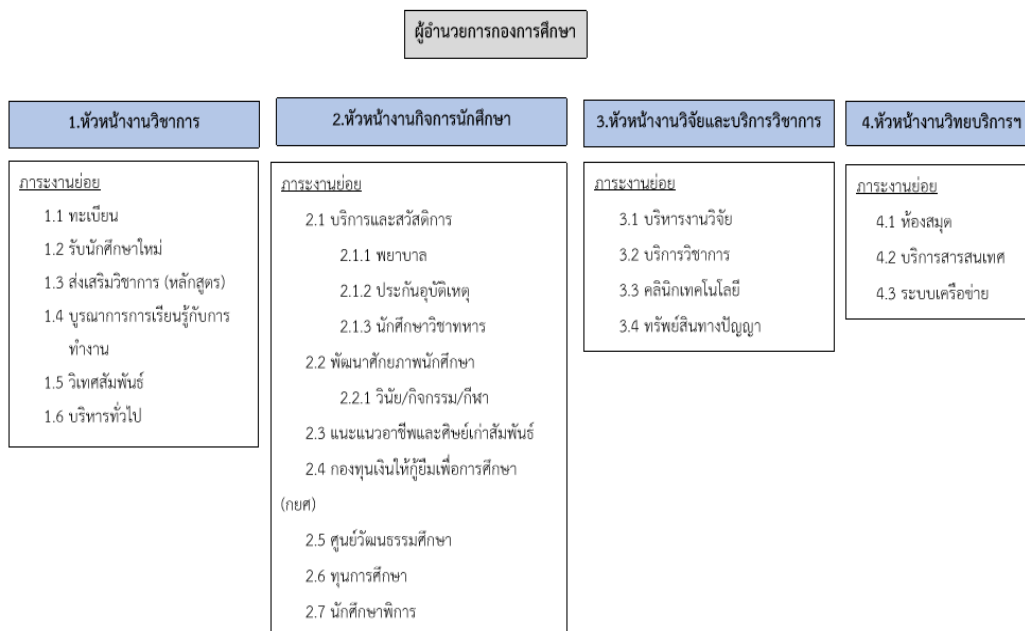 ผู้อำนวยการกองการศึกษา
1.หัวหน้างานวิชาการ
ภาระงานย่อย
1.1 ทะเบียน
1.2 รับนักศึกษาใหม่
1.3 ส่งเสริมวิชาการ (หลักสูตร)
1.4 บูรณาการการเรียนรู้กับการ
ทำงาน
1.5 วิเทศสัมพันธ์
1.6 บริหารทั่วไป
2.หัวหน้างานกิจการนักศึกษา
ภาระงานย่อย
2.1 บริการและสวัสดิการ
2.1.1 พยาบาล
2.1.2 ประกันอุบัติเหตุ
2.1.3 นักศึกษาวิชาทหาร
2.2 พัฒนาศักยภาพนักศึกษา
2.2.1 วินัย/กิจกรรม/กีฬา
2.3 แนะแนวอาชีพและศิษย์เก่าสัมพันธ์
2.4 กองทุนเงินให้กู้ยืมเพื่อการศึกษา
(กยศ)
2.5 ศูนย์วัฒนธรรมศึกษา
2.6 ทุนการศึกษา
2.7 นักศึกษาพิการ
3.หัวหน้างานวิจัยและบริการวิชาการ
ภาระงานย่อย
3.1 บริหารงานวิจัย
3.2 บริการวิชาการ
3.3 คลินิกเทคโนโลยี
3.4 ทรัพย์สินทางปัญญา
4.หัวหน้างานวิทยบริการฯ
ภาระงานย่อย
4.1 ห้องสมุด
4.2 บริการสารสนเทศ
4.3 ระบบเครือข่าย